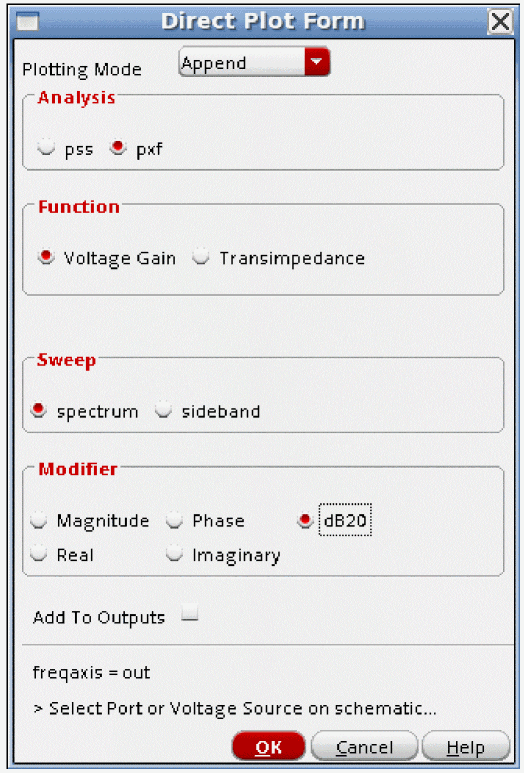 Direct Plot Form
Plotting Mode Append
Analysis
pss pxf
Function
Voltage Gain Transimpedance
Sweep
spectrum sideband
Modifier
Magnitude Phase dB20
Real Imaginary
Add To Outputs
freqaxis = out
> Select Port or Voltage Source on schematic...
OK Cancel Help